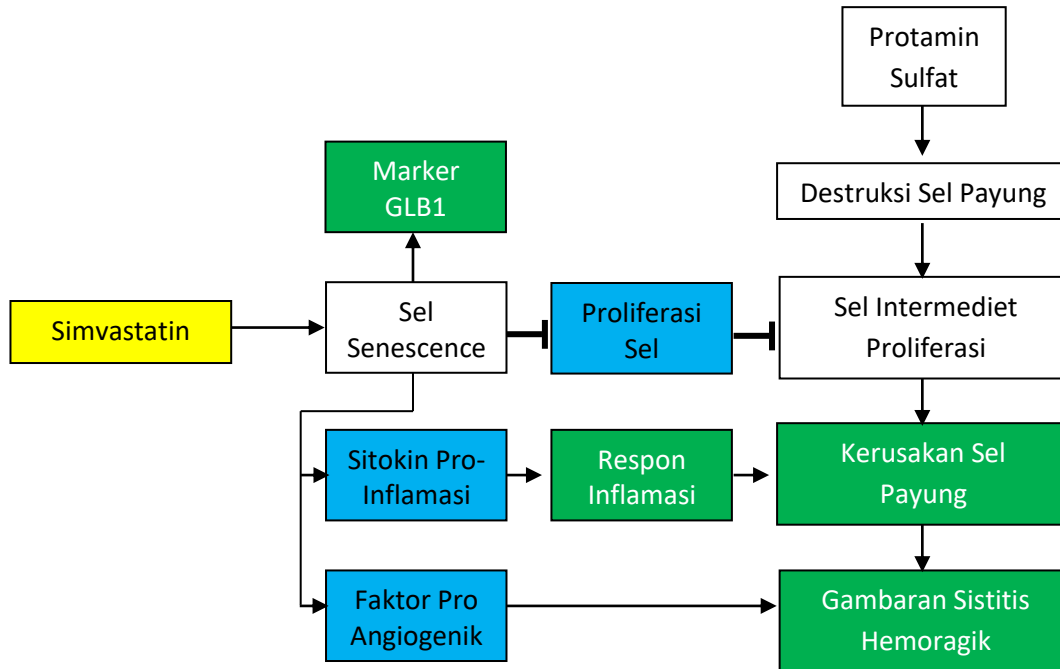 Protamin
Sulfat
Marker
GLB1
Destruksi Sel Payung
Simvastatin
Sel
Senescence
Proliferasi
Sel
Sel Intermediet
Proliferasi
Sitokin Pro-
Inflamasi
Respon
Inflamasi
Kerusakan Sel
Payung
Faktor Pro
Angiogenik
Gambaran Sistitis
Hemoragik